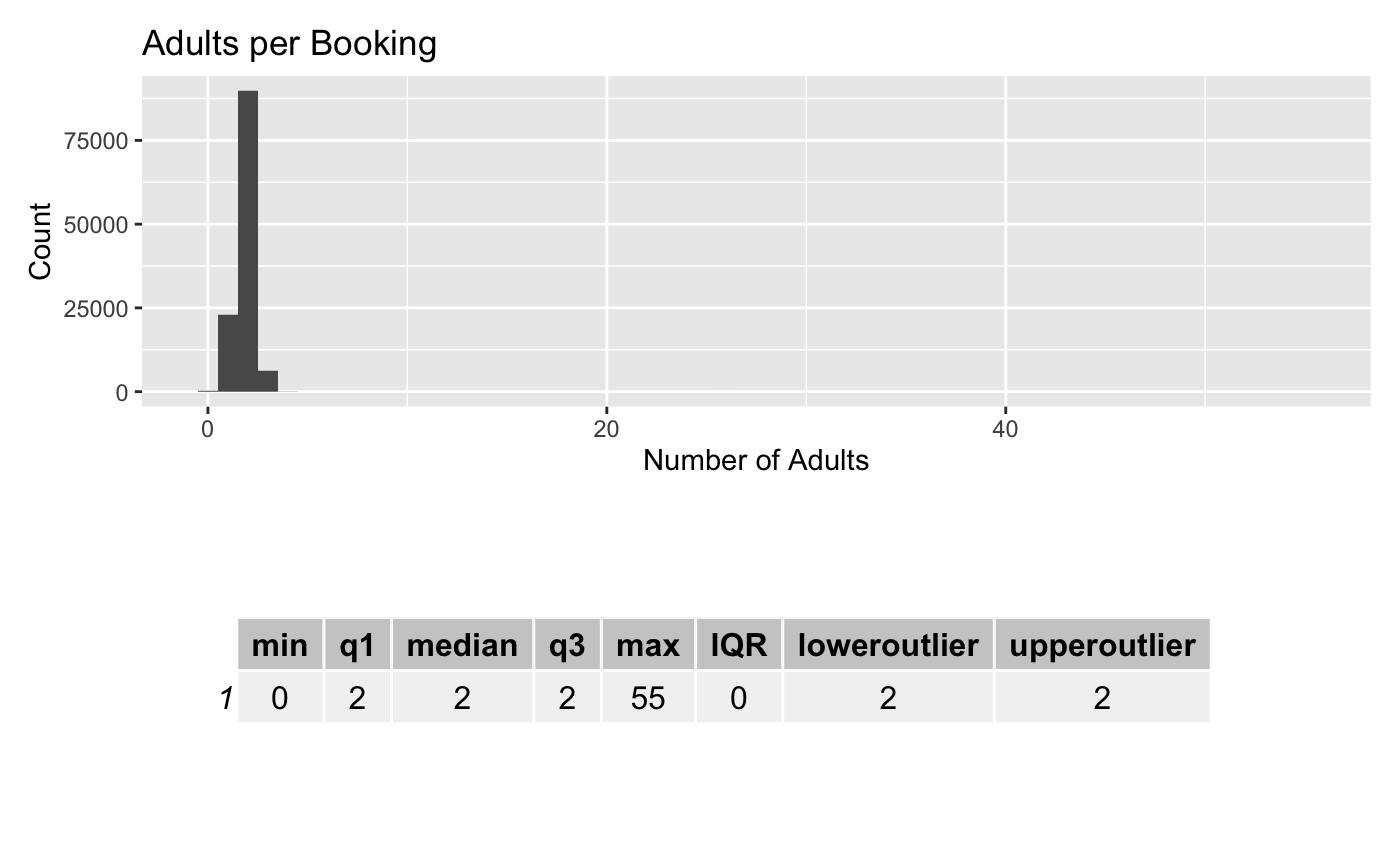 Adults per Booking
75000
50000
25000
0
Count
0 20 40
Number of Adults
min q1 median q3 max IQR loweroutlier upperoutlier
1 0 2 2 2 55 0 2 2